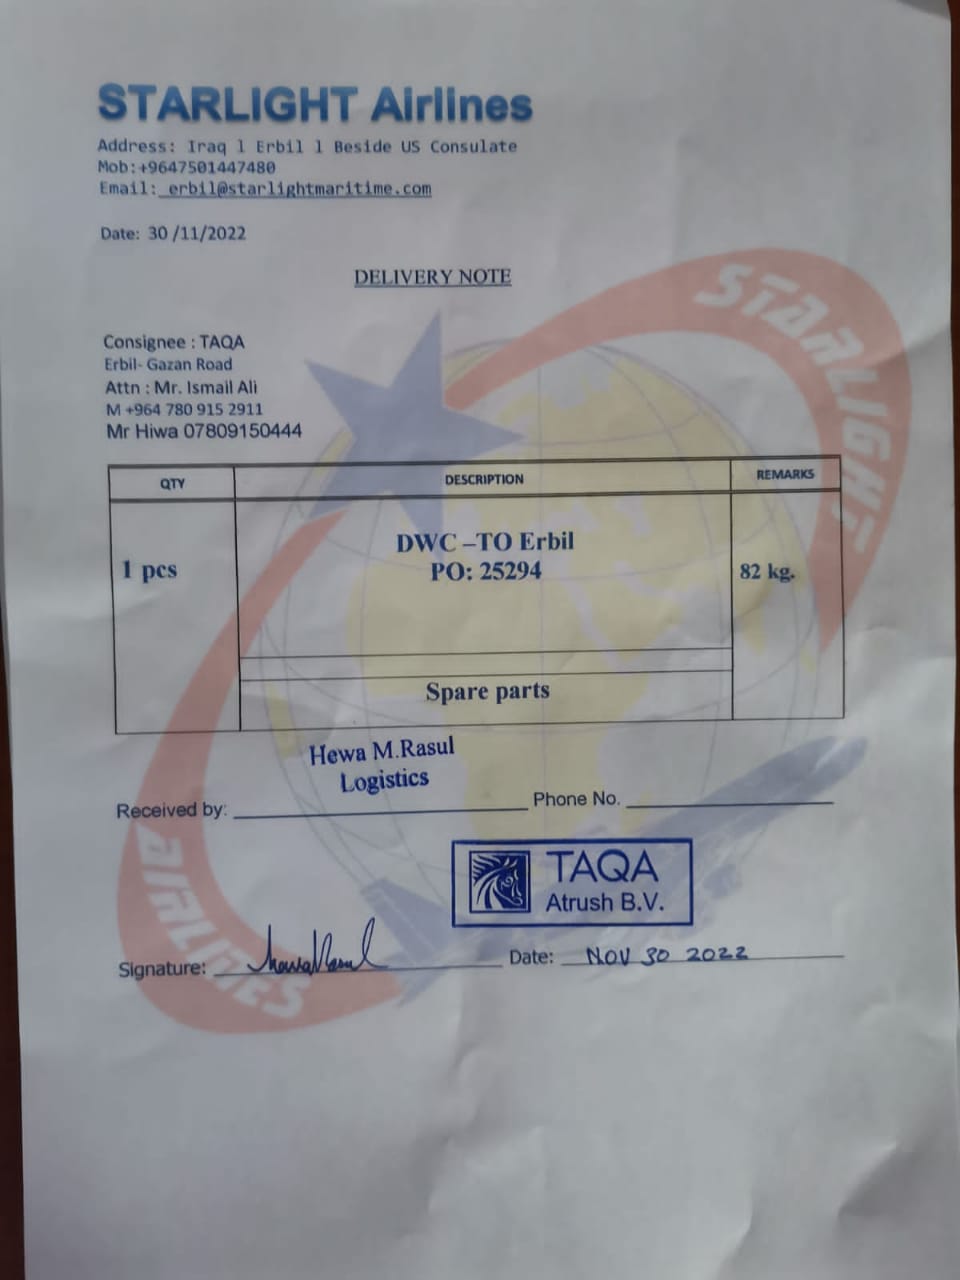 STARLIGHT Airlines
Address: Iraq l Erbil l Beside US Consulate
Mob:+9647501447480
Email: erbil@starlightmaritime.com
Date: 30 /11/2022
DELIVERY NOTE
Consignee : TAQA
Erbil- Gazan Road
Attn : Mr. Ismail Ali
M +964 780 915 2911
Mr Hiwa 07809150444
QTY DESCRIPTION REMARKS
DWC –TO Erbil
1 pcs PO: 25294 82 kg.
Spare parts
Hewa M.Rasul
Logistics
Received by: Phone No.
TAQA
Atrush B.V.
Signature: Date: NOV 30 2022
STARLIGHT
AIRLINES